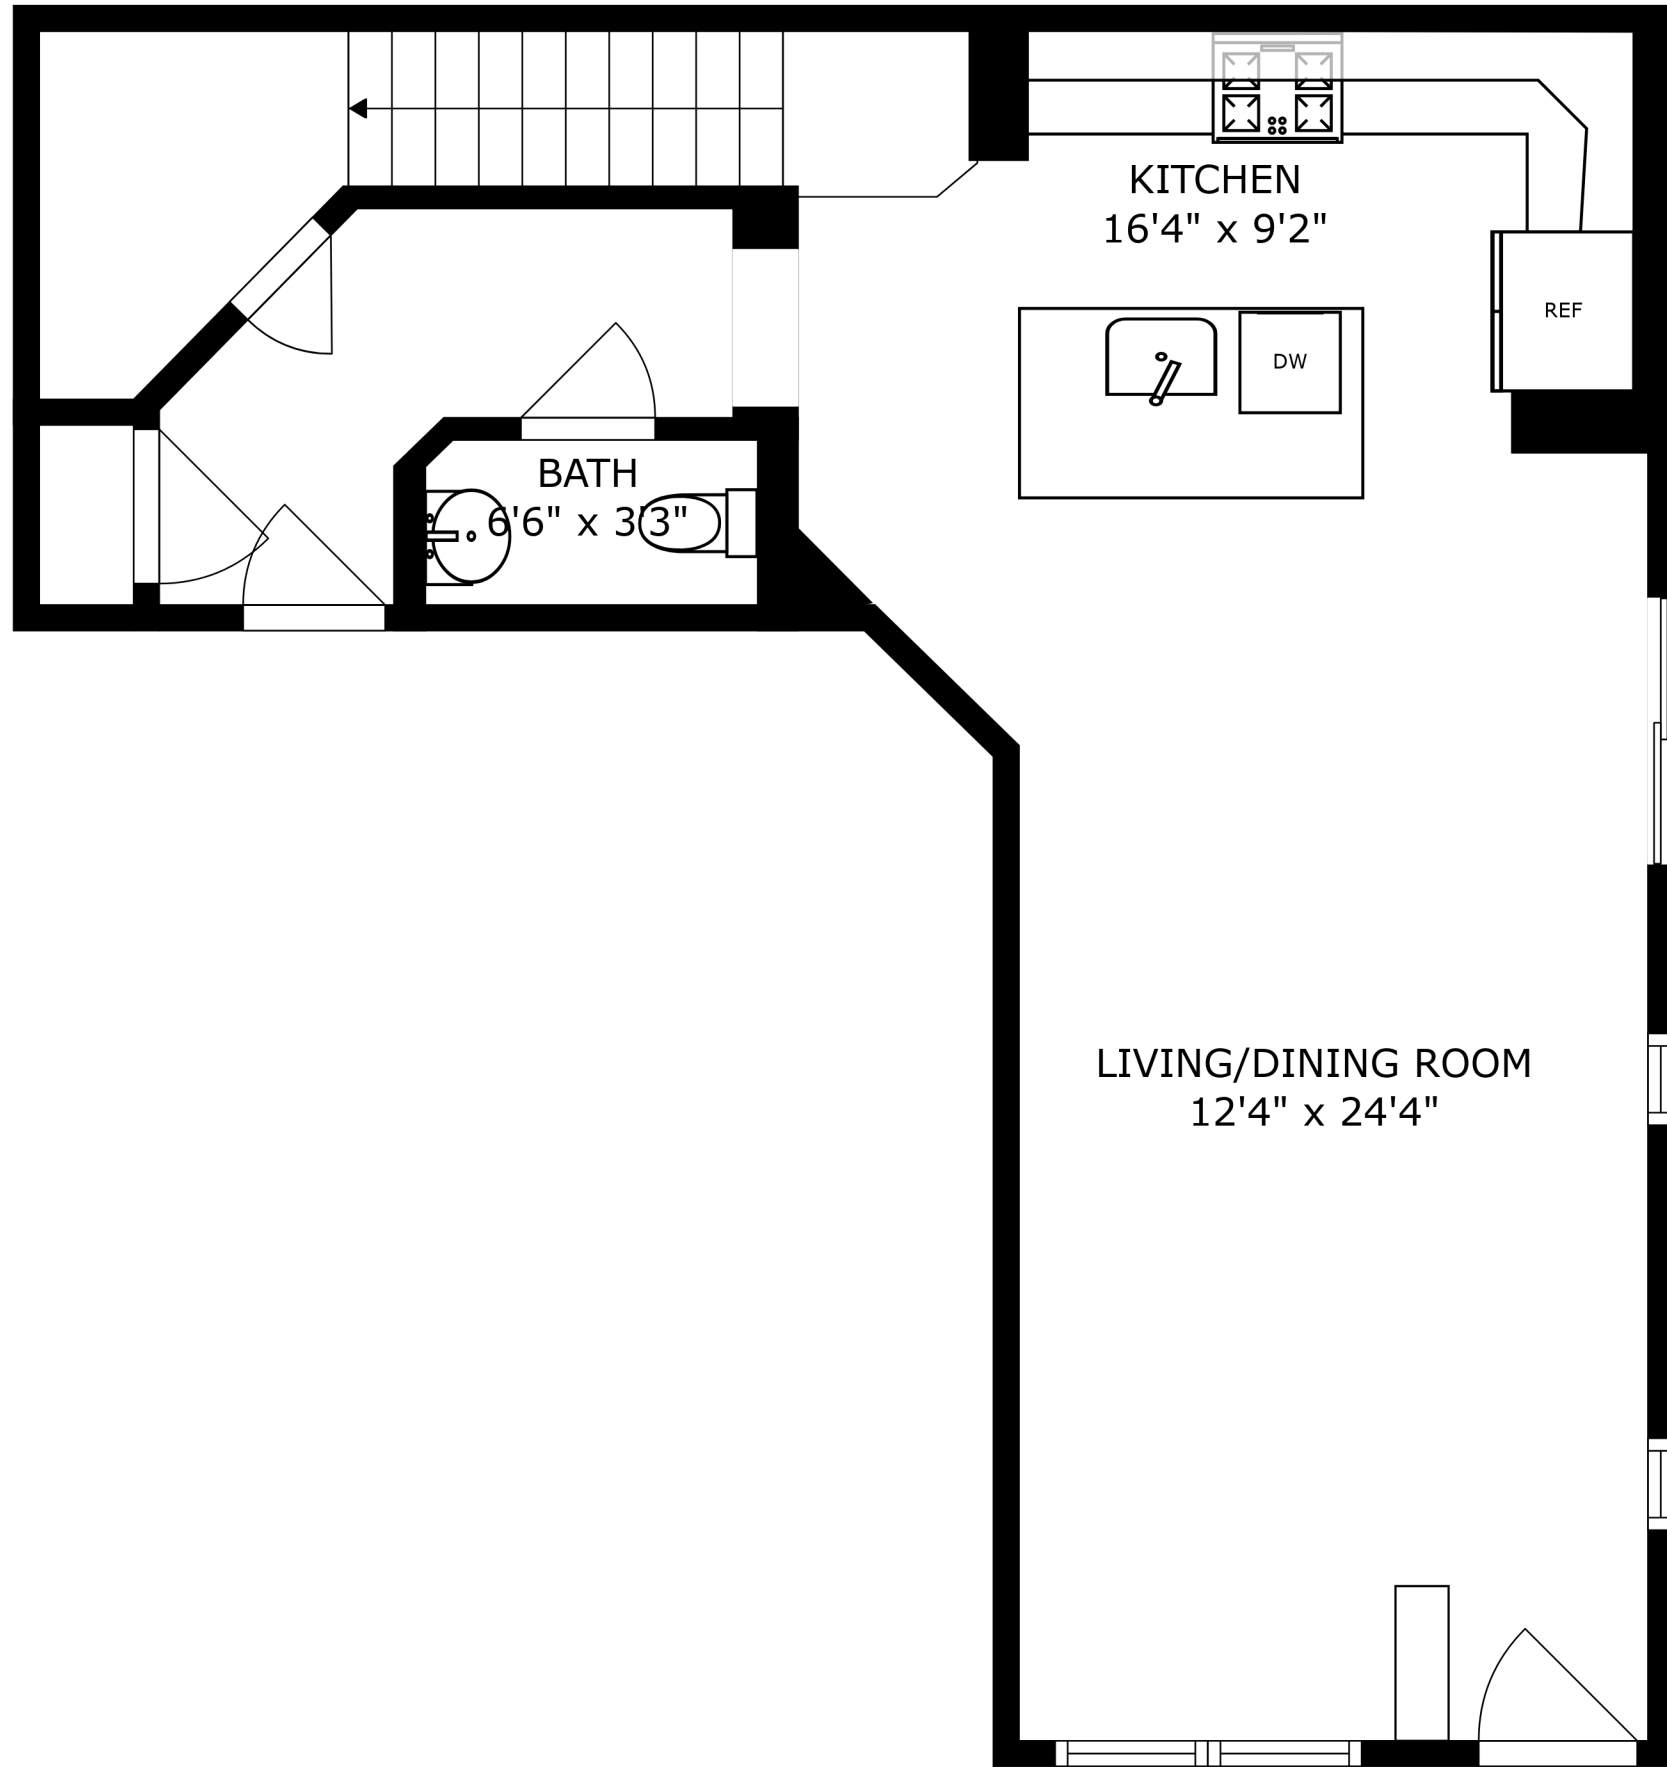 KITCHEN
16'4" x 9'2"
REF
DW
BATH
6'6" x 3'3"
LIVING/DINING ROOM
12'4" x 24'4"